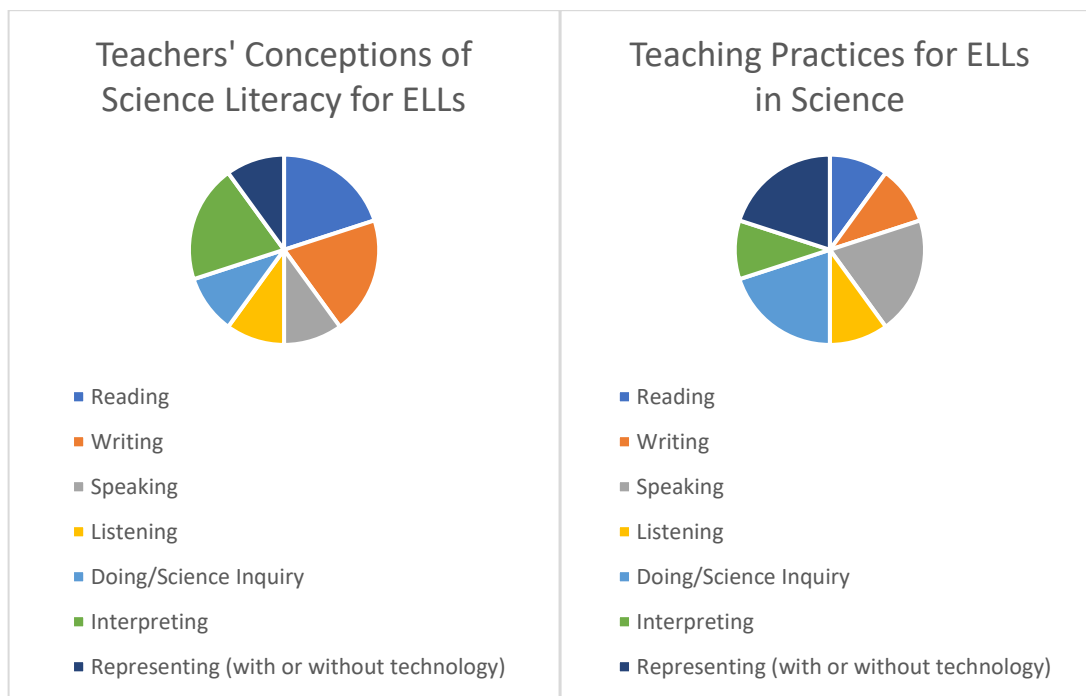 Teachers' Conceptions of
Science Literacy for ELLs
Reading
Writing
Speaking
Listening
Doing/Science Inquiry
Interpreting
Representing (with or without technology)
Teaching Practices for ELLs
in Science
Reading
Writing
Speaking
Listening
Doing/Science Inquiry
Interpreting
Representing (with or without technology)